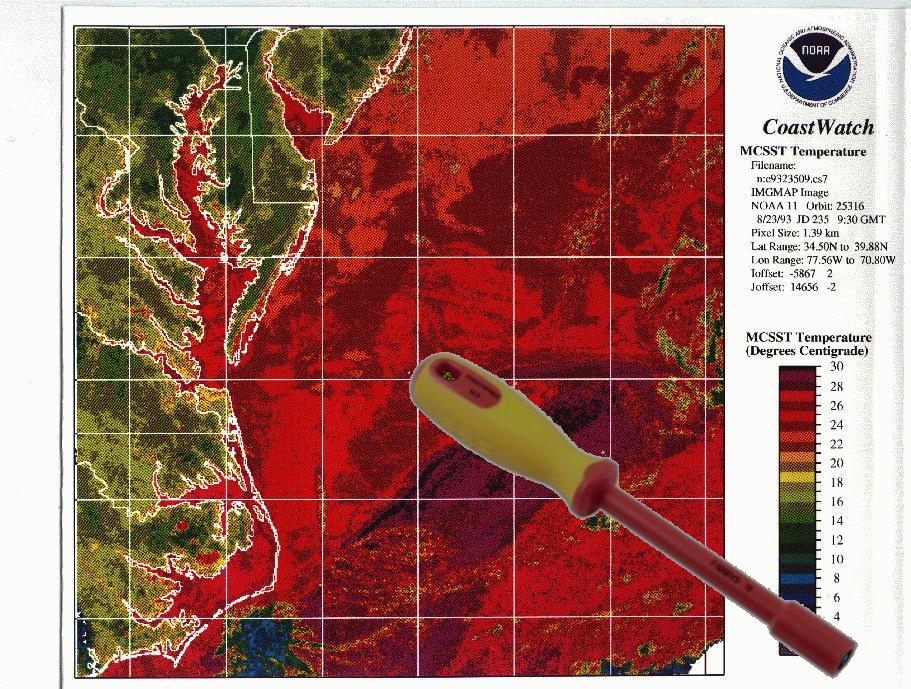 NOAA
NATIONAL OCEANIC AND ATMOSPHERIC ADMINISTRATION
U.S. DEPARTMENT OF COMMERCE
CoastWatch
MCSST Temperature
Filename:
n:c9323509.cs7
IMGMAP Image
NOAA 11 Orbit: 25316
8/23/93 JD 235 9:30 GMT
Pixel Size: 1.39 km
Lat Range: 34.50N to 39.88N
Lon Range: 77.56W to 70.80W
Ioffset: -5867 2
Joffset: 14656 -2
MCSST Temperature
(Degrees Centigrade)
30
28
26
24
22
20
18
16
14
12
10
8
6
4